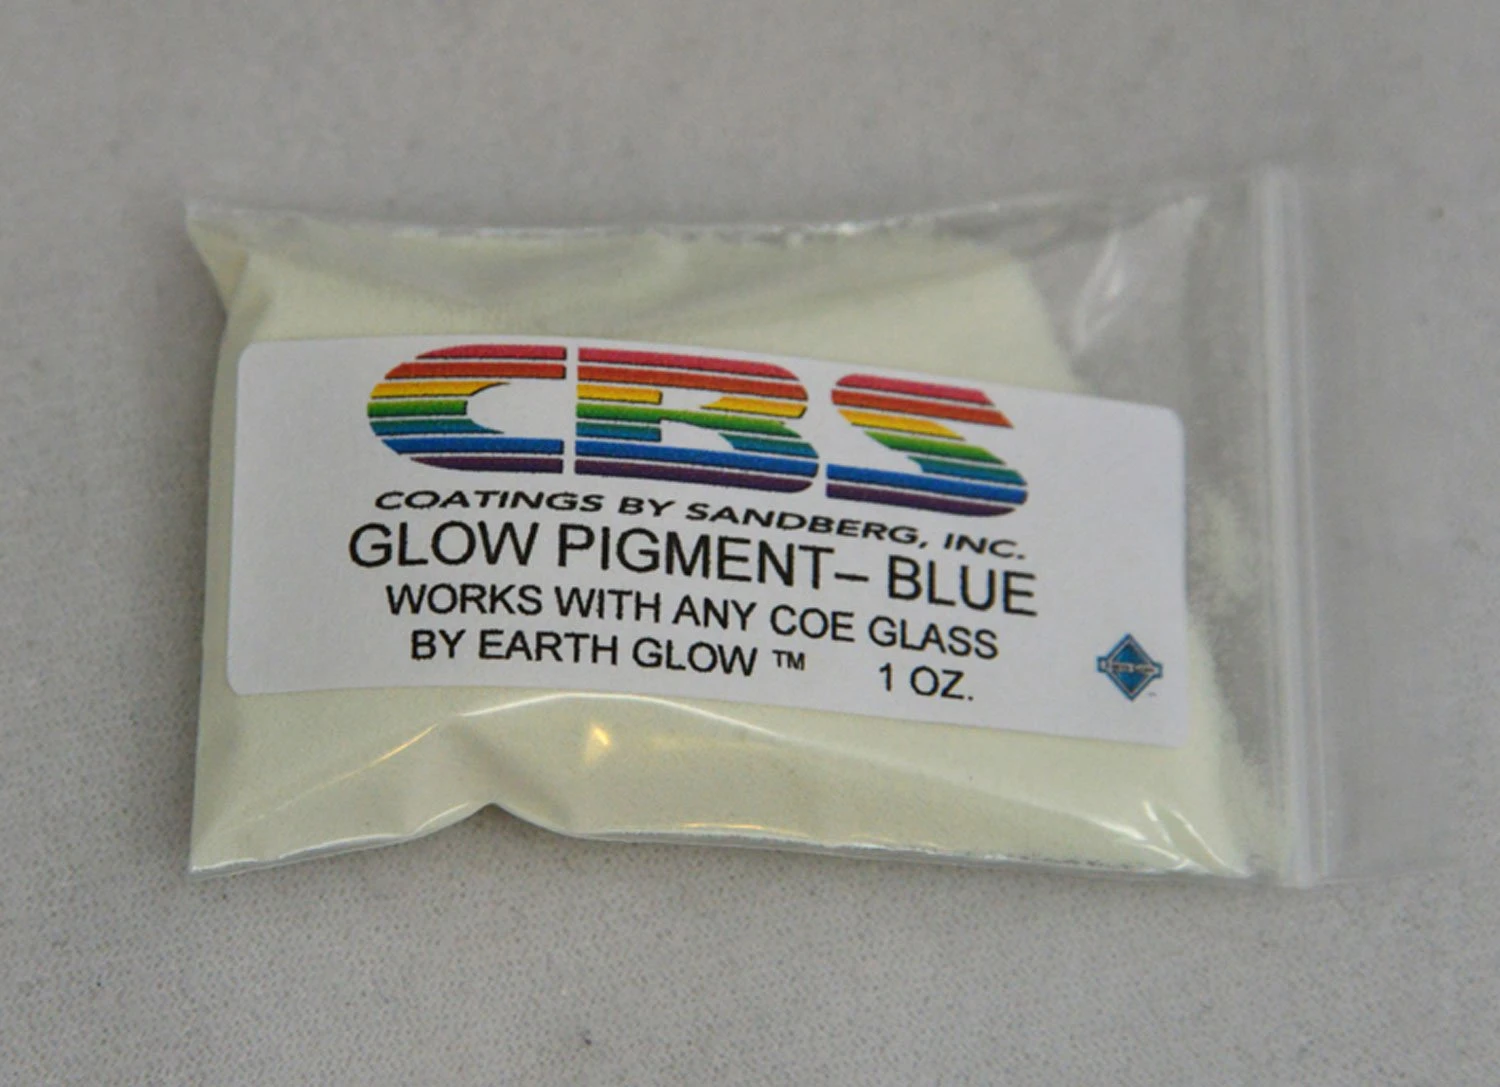 CBS
COATINGS BY SANDBERG, INC.
GLOW PIGMENT– BLUE
WORKS WITH ANY COE GLASS
BY EARTH GLOW ™ 1 OZ.